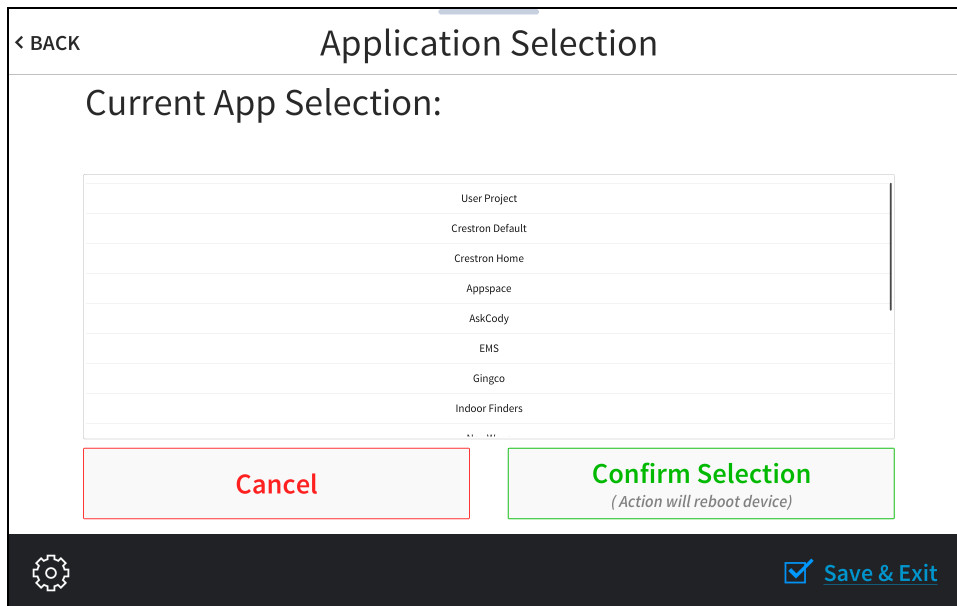 BACK
Application Selection
Current App Selection:
User Project
Crestron Default
Crestron Home
Appspace
AskCody
EMS
Gingco
Indoor Finders
Cancel
Confirm Selection
( Action will reboot device)
Save & Exit